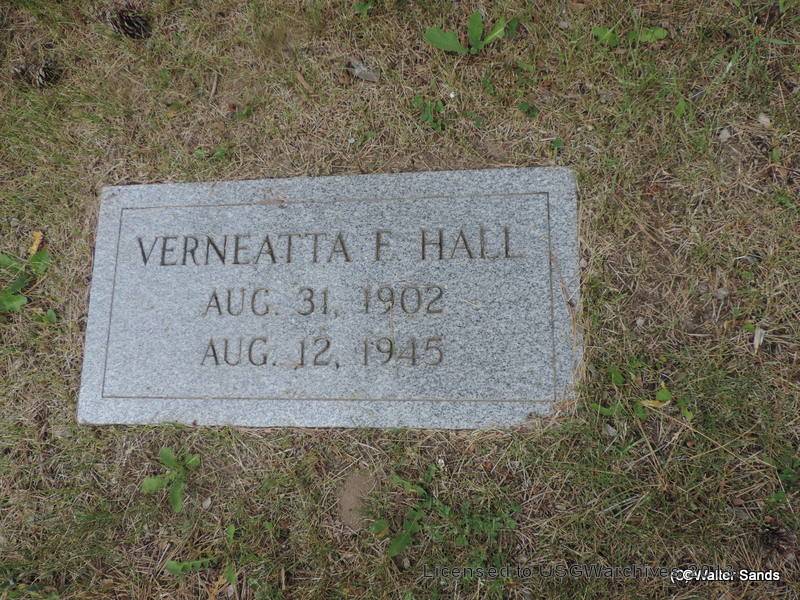 VERNEATTA F. HALL
AUG. 31, 1902
AUG. 12, 1945
Licensed to USGWarchives
Walter Sands